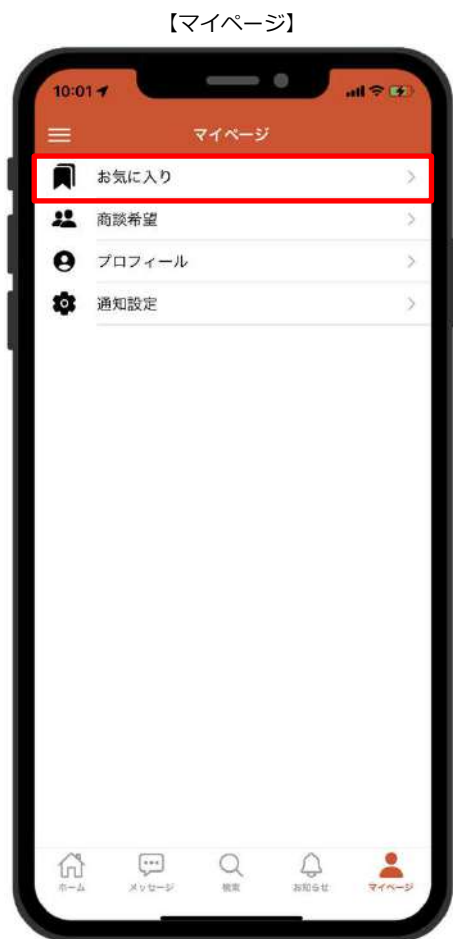 【マイページ】
10:01
マイページ
お気に入り
商談希望
プロフィール
通知設定
ホーム
メッセージ
検索
お知らせ
マイページ